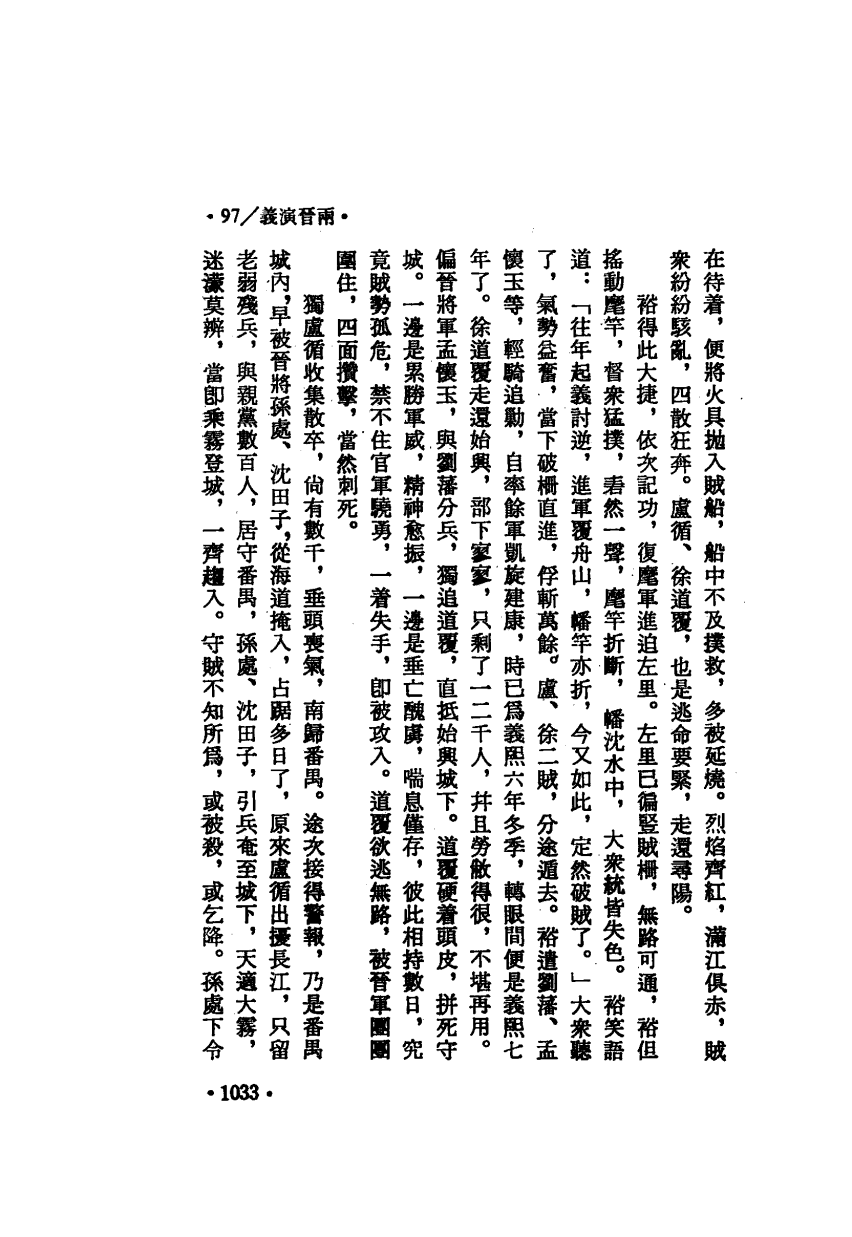 •97/義演晉兩•
在待着，便將火具拋入賊船，船中不及撲救，多被延燒。烈焰齊紅，滿江俱赤，賊
衆紛紛駭亂，四散狂奔。盧循、徐道覆，也是逃命要緊，走還尋陽。
裕得此大捷，依次記功，復麾軍進追左里。左里已徧豎賊柵，無路可通，裕但
搖動麾竿，督衆猛撲，砉然一聲，麾竿折斷，幡沈水中，大衆統皆失色。裕笑語
道：「往年起義討逆，進軍覆舟山，幡竿亦折，今又如此，定然破賊了。」大衆聽
了，氣勢益奮，當下破柵直進，俘斬萬餘。盧、徐二賊，分途遁去。裕遣劉藩、孟
懷玉等，輕騎追勦，自率餘軍凱旋建康，時已爲義熙六年冬季，轉眼間便是義熙七
年了。徐道覆走還始興，部下寥寥，只剩了一二千人，幷且勞敝得很，不堪再用。
偏晉將軍孟懷玉，與劉藩分兵，獨追道覆，直抵始興城下。道覆硬着頭皮，拼死守
城。一邊是累勝軍威，精神愈振，一邊是垂亡醜虜，喘息僅存，彼此相持數日，究
竟賊勢孤危，禁不住官軍驍勇，一着失手，卽被攻入。道覆欲逃無路，被晉軍團團
圍住，四面攢擊，當然刺死。
獨盧循收集散卒，尙有數千，垂頭喪氣，南歸番禺。途次接得警報，乃是番禺
城內，早被晉將孫處、沈田子，從海道掩入，占踞多日了，原來盧循出擾長江，只留
老弱殘兵，與親黨數百人，居守番禺，孫處、沈田子，引兵奄至城下，天適大霧，
迷濛莫辨，當卽乘霧登城，一齊趨入。守賊不知所爲，或被殺，或乞降。孫處下令
•1033•